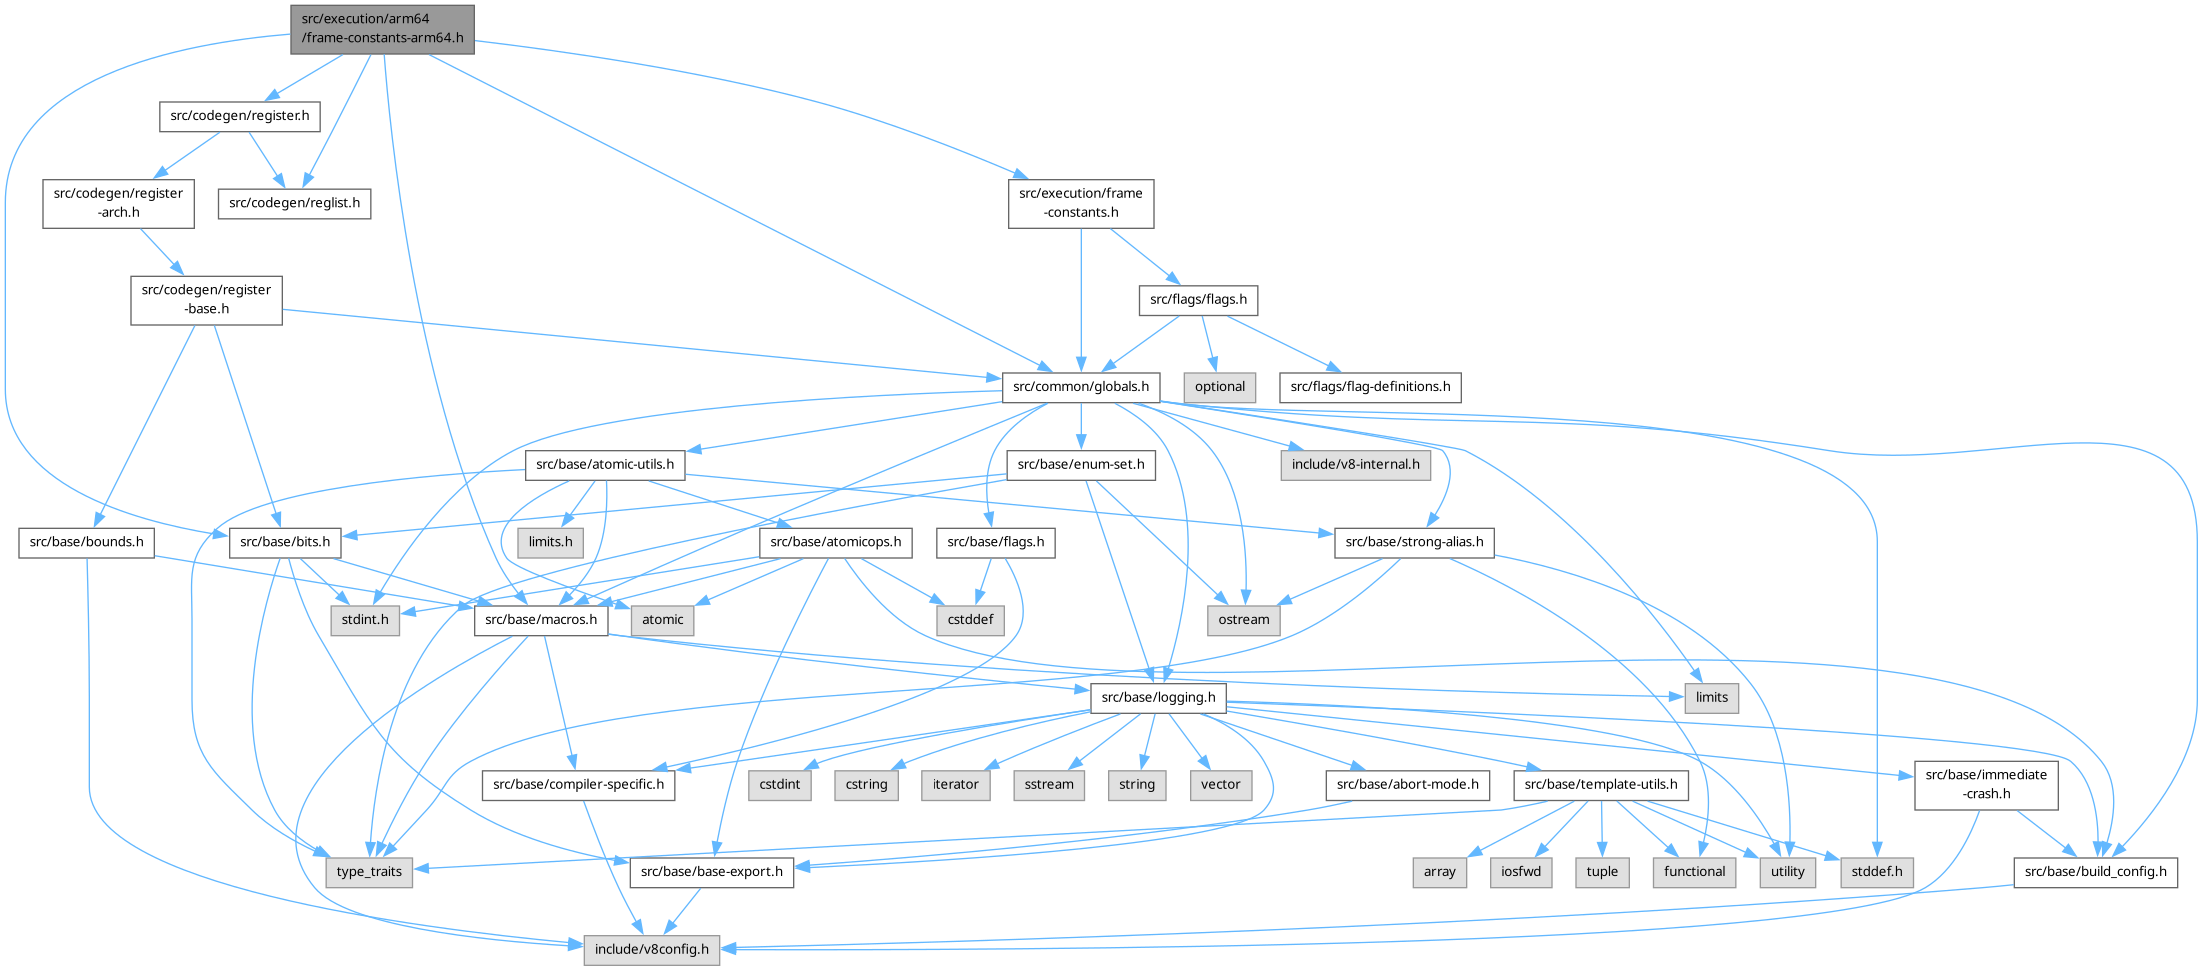 src/execution/arm64
/frame-constants-arm64.h
src/codegen/register.h
src/codegen/register
-arch.h
src/codegen/reglist.h
src/execution/frame
-constants.h
src/codegen/register
-base.h
src/flags/flags.h
src/common/globals.h
optional
src/flags/flag-definitions.h
src/base/atomic-utils.h
src/base/enum-set.h
include/v8-internal.h
src/base/bounds.h
src/base/bits.h
limits.h
src/base/atomicops.h
src/base/flags.h
src/base/strong-alias.h
stdint.h
src/base/macros.h
atomic
cstddef
ostream
src/base/logging.h
limits
src/base/compiler-specific.h
cstdint
cstring
iterator
sstream
string
vector
src/base/abort-mode.h
src/base/template-utils.h
src/base/immediate
-crash.h
type_traits
src/base/base-export.h
array
iosfwd
tuple
functional
utility
stddef.h
src/base/build_config.h
include/v8config.h